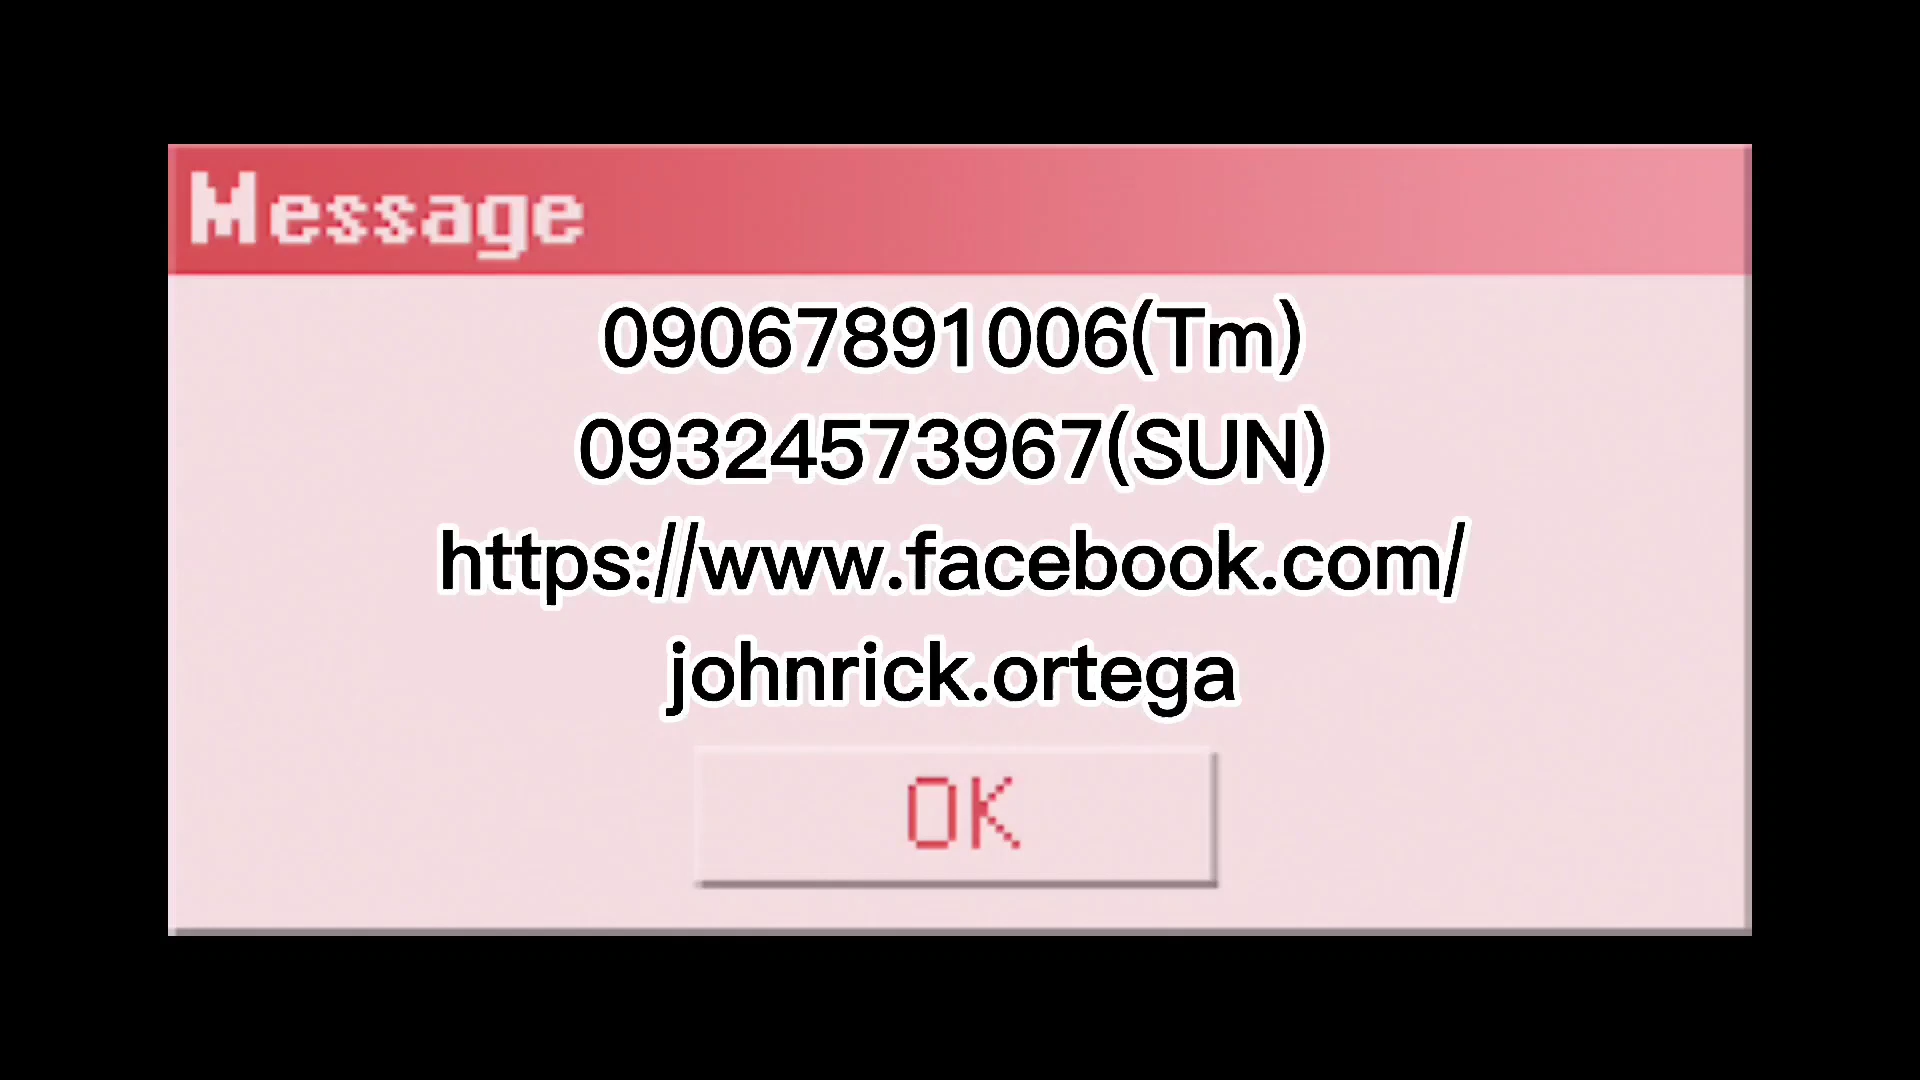 Message
09067891006(Tm)
09324573967(SUN)
https://www.facebook.com/
johnrick.ortega
OK